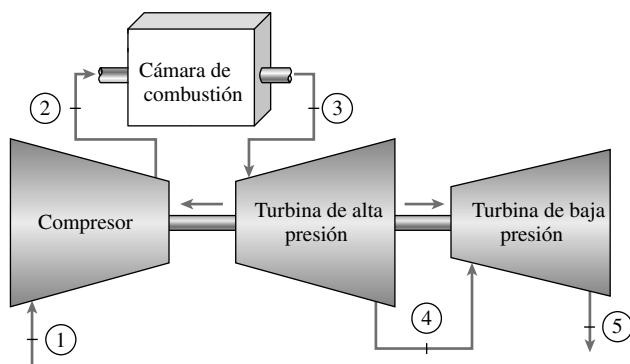 Cámara de
combustión
2
3
Compresor
Turbina de alta
presión
Turbina de baja
presión
1
4
5